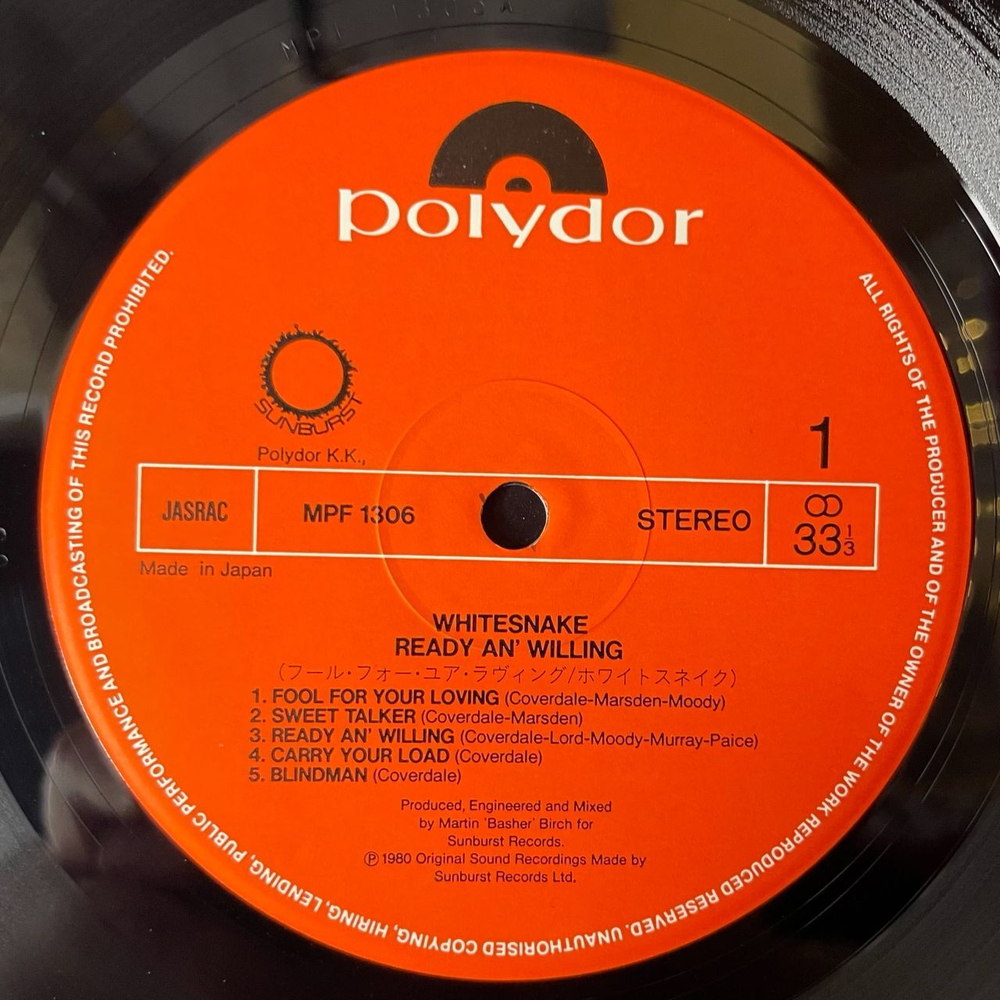 polydor
SUNBURST
Polydor K.K.,
1
JASRAC
MPF 1306
STEREO
33 1/3
Made in Japan
WHITESNAKE
READY AN' WILLING
(フール・フォー・ユア・ラヴィング/ホワイトスネイク)
1. FOOL FOR YOUR LOVING (Coverdale-Marsden-Moody)
2. SWEET TALKER (Coverdale-Marsden)
3. READY AN' WILLING (Coverdale-Lord-Moody-Murray-Paice)
4. CARRY YOUR LOAD (Coverdale)
5. BLINDMAN (Coverdale)
Produced, Engineered and Mixed
by Martin 'Basher' Birch for
Sunburst Records.
Ⓟ1980 Original Sound Recordings Made by
Sunburst Records Ltd.
ALL RIGHTS OF THE PRODUCER AND OF THE OWNER OF THE WORK REPRODUCED RESERVED. UNAUTHORISED COPYING, HIRING, LENDING, PUBLIC PERFORMANCE AND BROADCASTING OF THIS RECORD PROHIBITED.